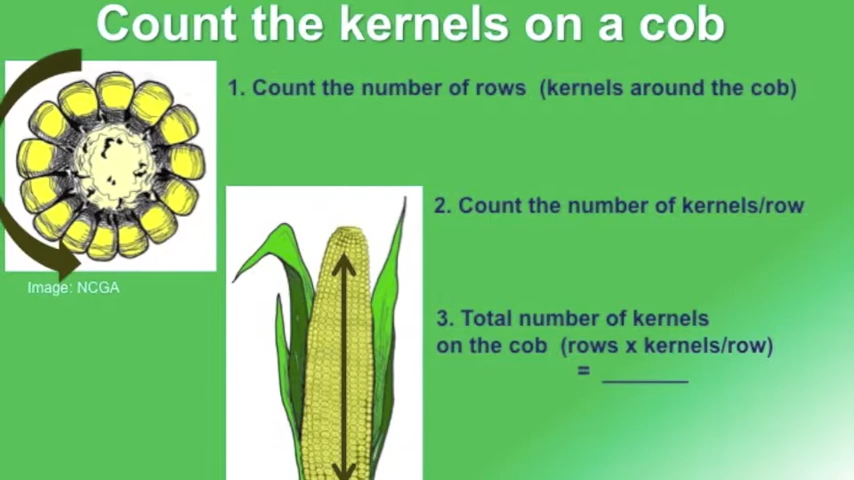 Count the kernels on a cob
1. Count the number of rows (kernels around the cob)
2. Count the number of kernels/row
Image: NCGA
3. Total number of kernels
on the cob (rows x kernels/row)
= _______